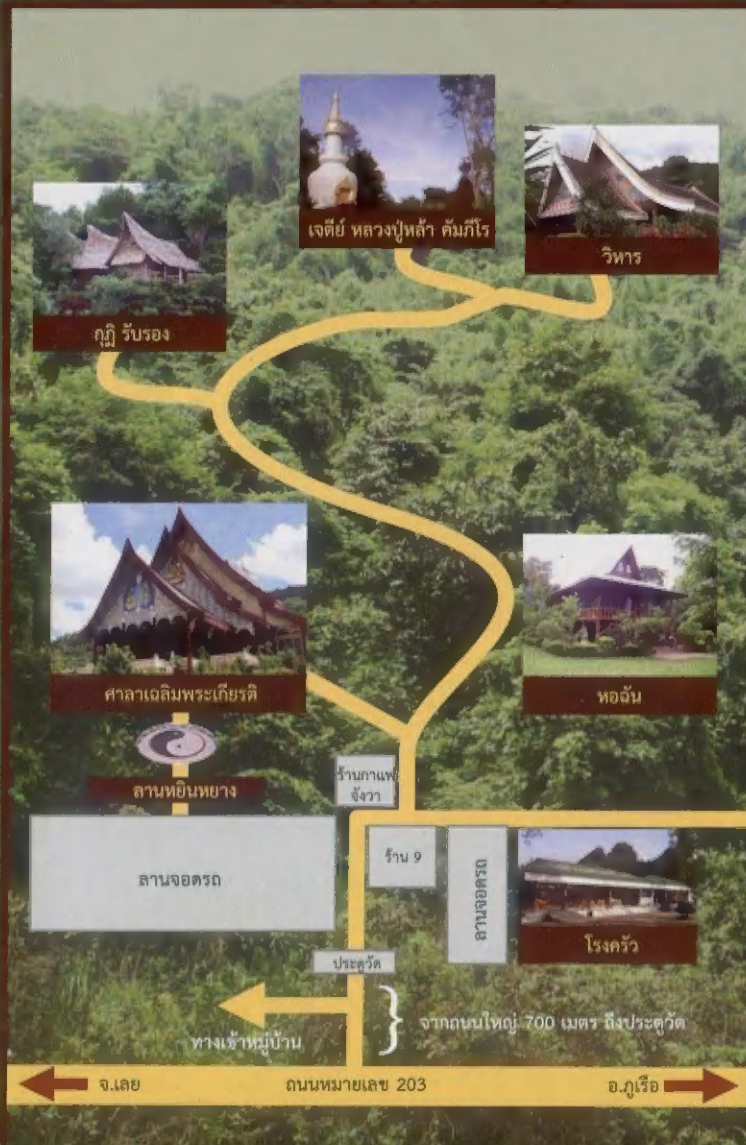 เจดีย์ หลวงปู่หล้า คัมภีโร
วิหาร
กุฏิ รับรอง
ศาลาเฉลิมพระเกียรติ
หอฉัน
ลานหยินหยาง
ร้านกาแฟ
จังวา
ลานจอดรถ
ร้าน 9
ลานจอดรถ
โรงครัว
ประตูวัด
จากถนนใหญ่ 700 เมตร ถึงประตูวัด
ทางเข้าหมู่บ้าน
จ.เลย ถนนหมายเลข 203 อ.ภูเรือ